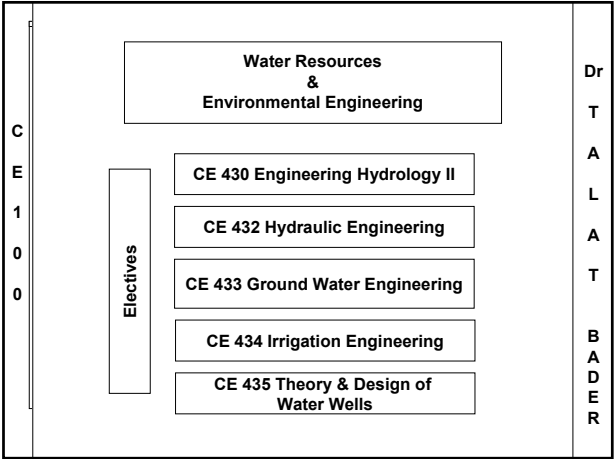 Water Resources
&
Environmental Engineering
C E 1 0 0
Electives
CE 430 Engineering Hydrology II
CE 432 Hydraulic Engineering
CE 433 Ground Water Engineering
CE 434 Irrigation Engineering
CE 435 Theory & Design of
Water Wells
Dr T A L A T B A D E R